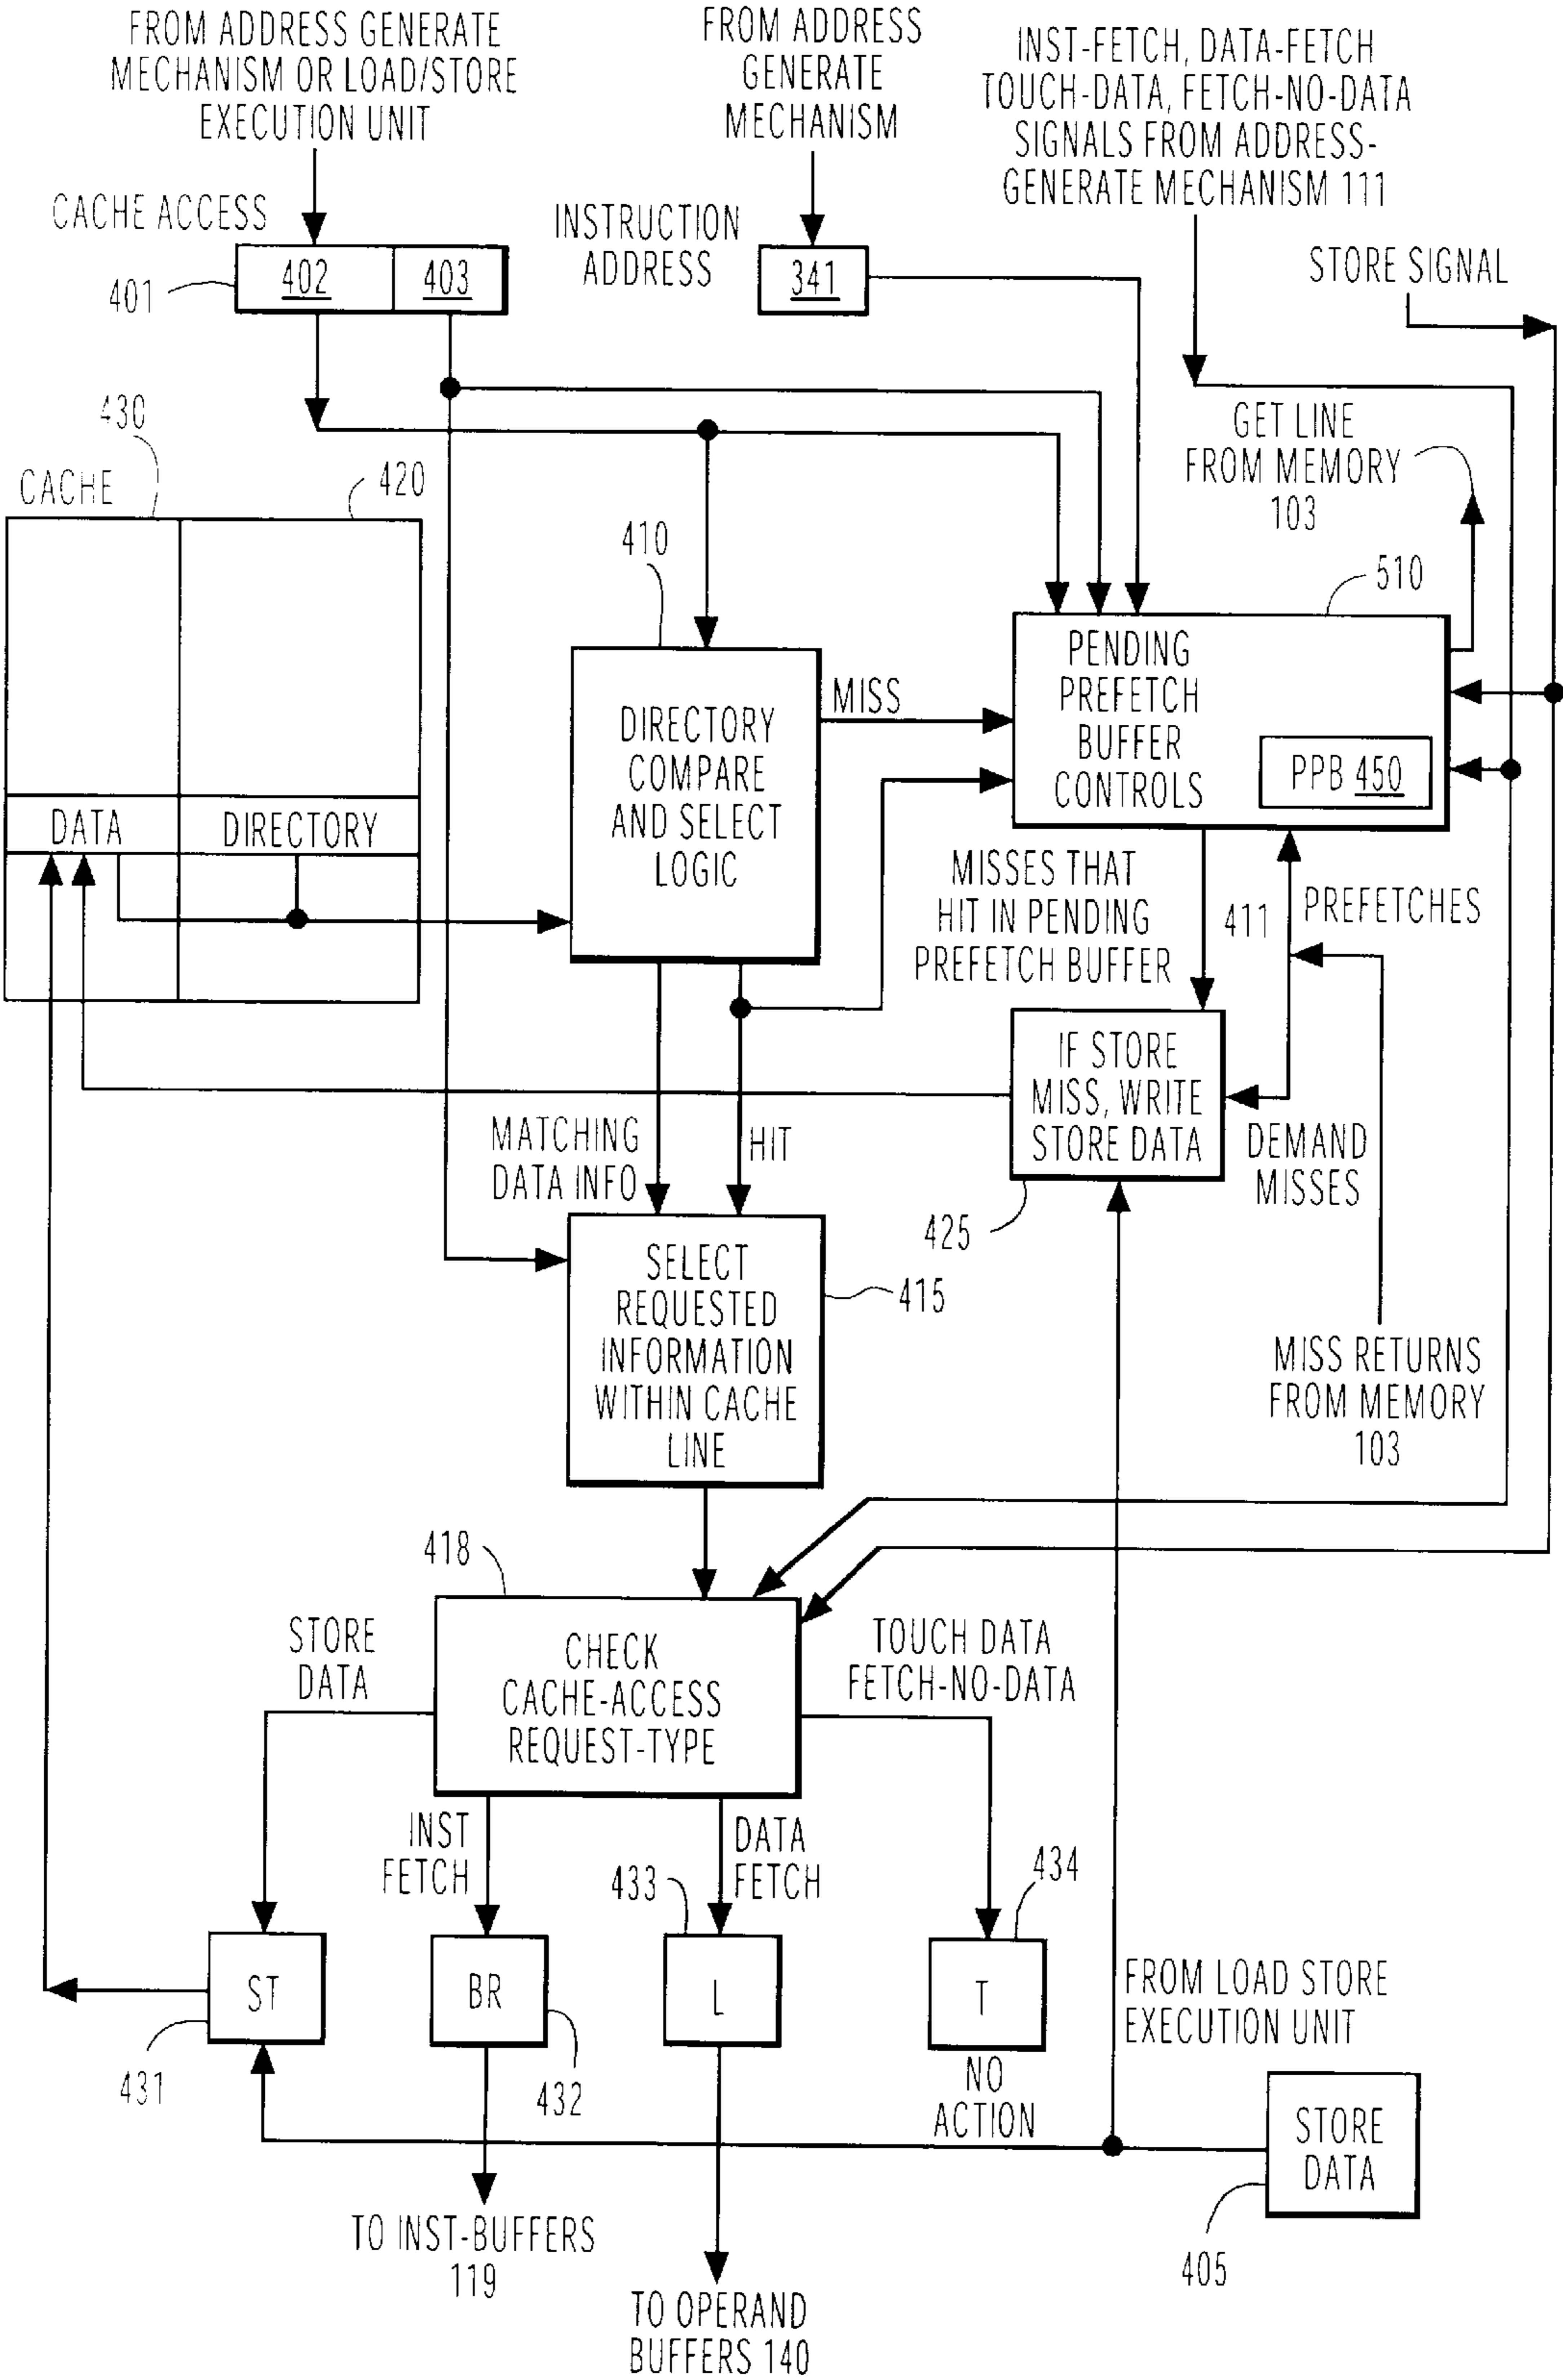 FROM ADDRESS GENERATE
MECHANISM OR LOAD/STORE
EXECUTION UNIT
FROM ADDRESS
GENERATE
MECHANISM
INST-FETCH, DATA-FETCH
TOUCH-DATA, FETCH-NO-DATA
SIGNALS FROM ADDRESS-
GENERATE MECHANISM 111
CACHE ACCESS
401
402
403
INSTRUCTION
ADDRESS
341
STORE SIGNAL
430
CACHE
420
GET LINE
FROM MEMORY
103
410
510
DIRECTORY
COMPARE
AND SELECT
LOGIC
MISS
PENDING
PREFETCH
BUFFER
CONTROLS
PPB 450
DATA
DIRECTORY
MISSES THAT
HIT IN PENDING
PREFETCH BUFFER
411
PREFETCHES
IF STORE
MISS, WRITE
STORE DATA
DEMAND
MISSES
425
MATCHING
DATA INFO
HIT
SELECT
REQUESTED
INFORMATION
WITHIN CACHE
LINE
415
MISS RETURNS
FROM MEMORY
103
418
STORE
DATA
CHECK
CACHE-ACCESS
REQUEST-TYPE
TOUCH DATA
FETCH-NO-DATA
INST
FETCH
433
DATA
FETCH
434
ST
BR
L
T
431
432
NO
ACTION
FROM LOAD STORE
EXECUTION UNIT
STORE
DATA
405
TO INST-BUFFERS
119
TO OPERAND
BUFFERS 140